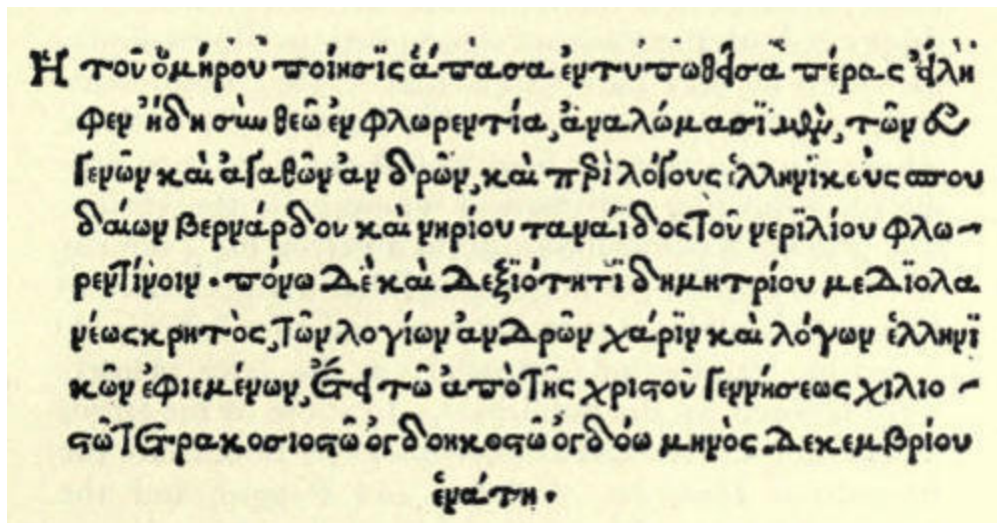 Ἡ τοῦ ὁμήρου ποίησις ἅπασα ἐντυπωθεῖσα πέρας εἴλη
φεν ἤδη σὺν θεῷ ἐν φλωρεντίᾳ, ἀναλώμασι μὲν, τῶν εὐ
γενῶν καὶ ἀγαθῶν ἀνδρῶν, καὶ περὶ λόγους ἑλληνικοὺς σπου
δαίων βερνάρδου καὶ νηρίου ταναΐδος τοῦ νεριλίου φλω-
ρεντίνοιν · πόνῳ δὲ καὶ δεξιότητι δημητρίου μεδιολα
νέως κρητὸς, τῶν λογίων ἀνδρῶν χάριν καὶ λόγων ἑλληνι
κῶν ἐφιεμένων, ἔτει τῷ ἀπὸ τῆς χριστοῦ γεννήσεως χιλιο-
στῷ τετρακοσιοστῷ ὀγδοηκοστῷ ὀγδόῳ μηνὸς δεκεμβρίου
ἐνάτῃ ·